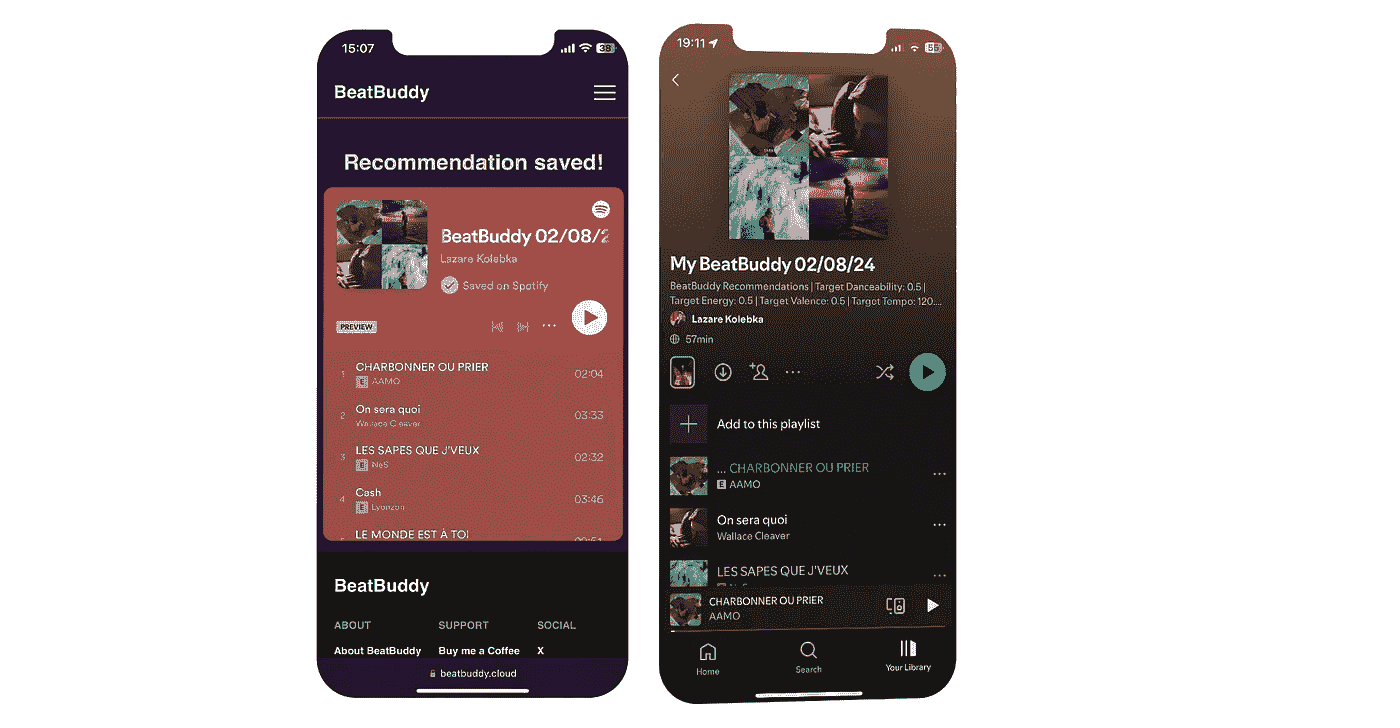 15:07
38
BeatBuddy
Recommendation saved!
BeatBuddy 02/08/2
Lazare Kolebka
Saved on Spotify
PREVIEW
1 CHARBONNER OU PRIER 02:04
E AAMO
2 On sera quoi 03:33
Wallace Cleaver
3 LES SAPES QUE J'VEUX 02:32
E NeS
4 Cash 03:46
E Lyonzon
5 LE MONDE EST À TOI
BeatBuddy
ABOUT SUPPORT SOCIAL
About BeatBuddy Buy me a Coffee X
beatbuddy.cloud
19:11
55
My BeatBuddy 02/08/24
BeatBuddy Recommendations | Target Danceability: 0.5 |
Target Energy: 0.5 | Target Valence: 0.5 | Target Tempo: 120....
Lazare Kolebka
57min
Add to this playlist
... CHARBONNER OU PRIER
E AAMO
On sera quoi
Wallace Cleaver
LES SAPES QUE J'VEUX
CHARBONNER OU PRIER
AAMO
Home
Search
Your Library